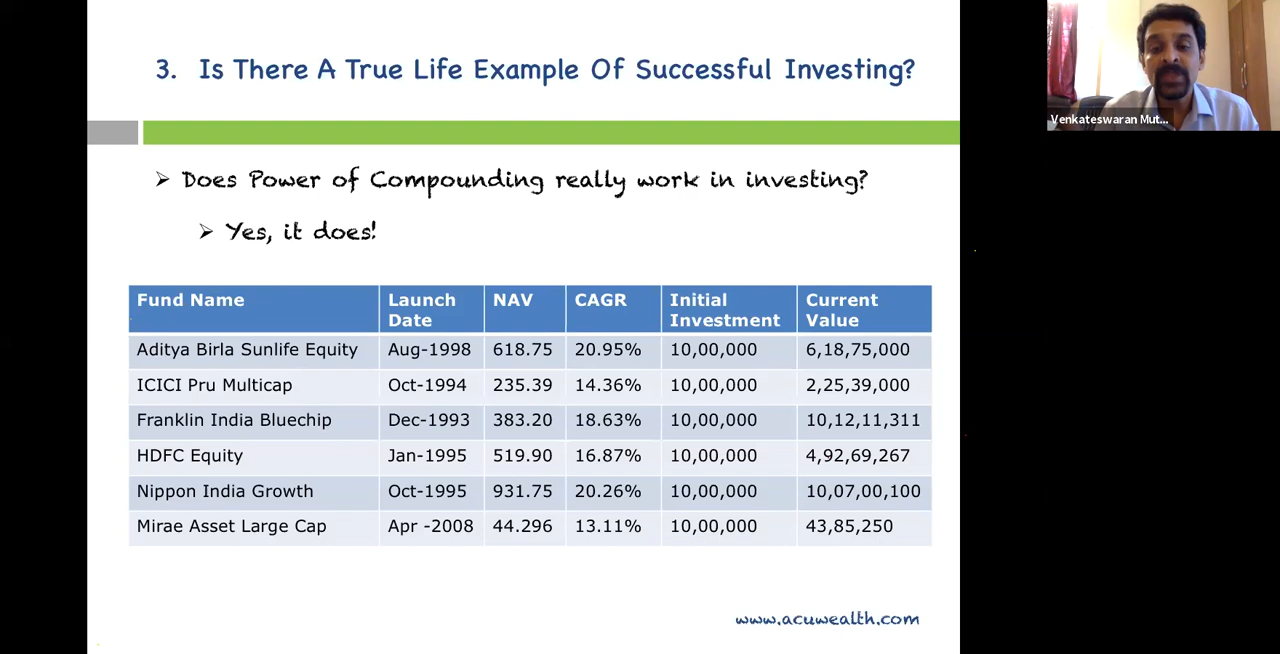 3. Is There A True Life Example Of Successful Investing?
Venkateswaran Mut...
➢ Does Power of Compounding really work in investing?
➢ Yes, it does!
Fund Name Launch Date NAV CAGR Initial Investment Current Value
Aditya Birla Sunlife Equity Aug-1998 618.75 20.95% 10,00,000 6,18,75,000
ICICI Pru Multicap Oct-1994 235.39 14.36% 10,00,000 2,25,39,000
Franklin India Bluechip Dec-1993 383.20 18.63% 10,00,000 10,12,11,311
HDFC Equity Jan-1995 519.90 16.87% 10,00,000 4,92,69,267
Nippon India Growth Oct-1995 931.75 20.26% 10,00,000 10,07,00,100
Mirae Asset Large Cap Apr -2008 44.296 13.11% 10,00,000 43,85,250
www.acuwealth.com